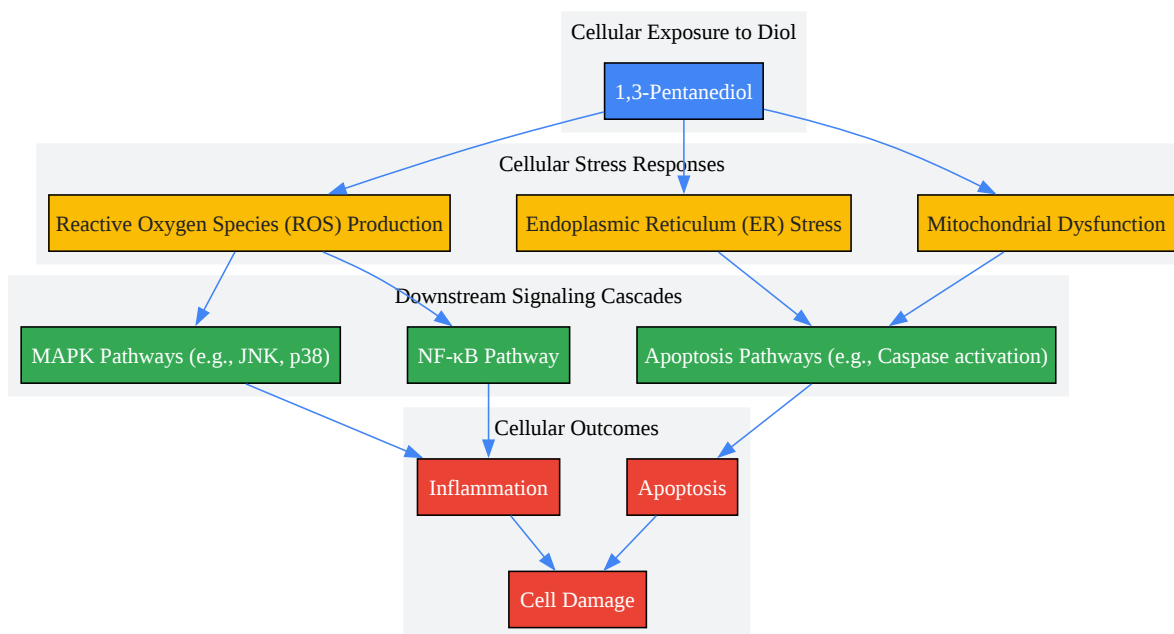 Cellular Exposure to Diol
1,3-Pentanediol
Cellular Stress Responses
Reactive Oxygen Species (ROS) Production
Endoplasmic Reticulum (ER) Stress
Mitochondrial Dysfunction
Downstream Signaling Cascades
MAPK Pathways (e.g., JNK, p38)
NF-κB Pathway
Apoptosis Pathways (e.g., Caspase activation)
Cellular Outcomes
Inflammation
Apoptosis
Cell Damage